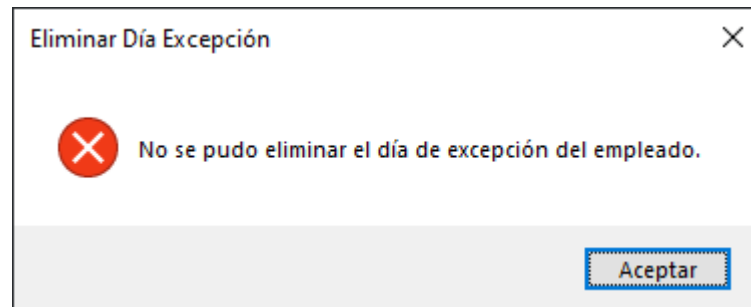 Eliminar Día Excepción
No se pudo eliminar el día de excepción del empleado.
Aceptar